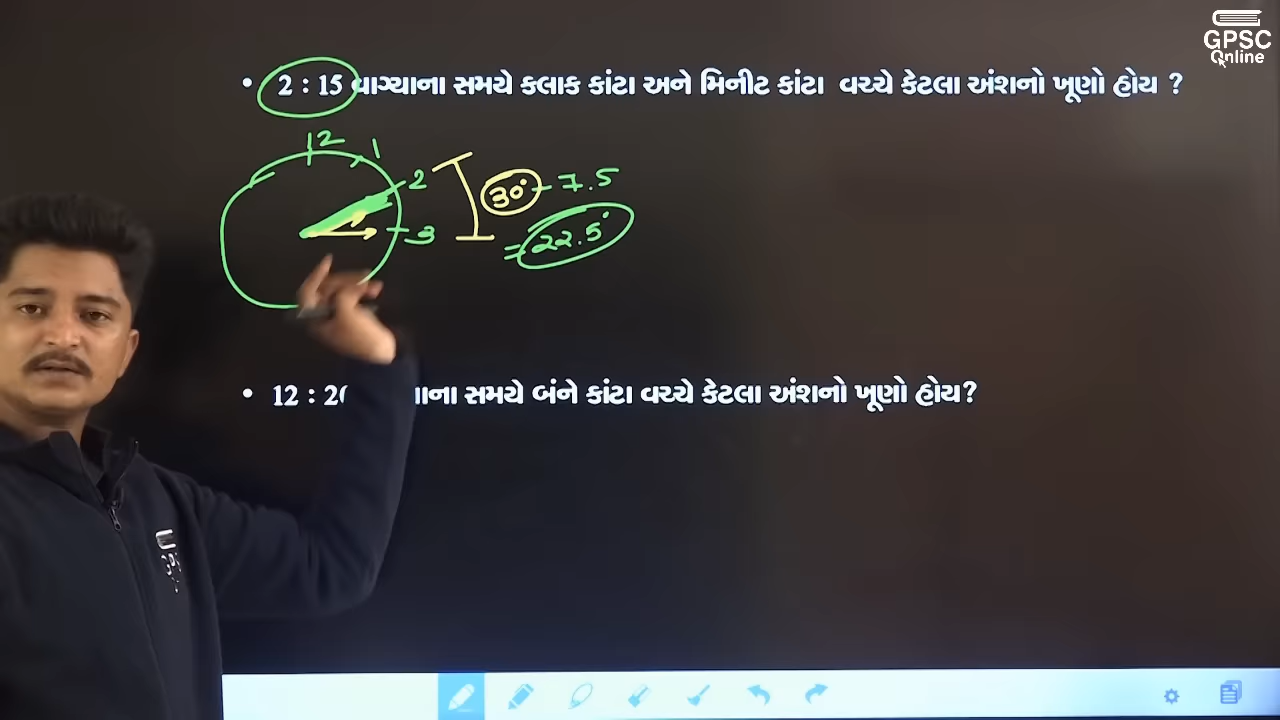 GPSC
Online
• 2 : 15 વાગ્યાના સમયે કલાક કાંટા અને મિનીટ કાંટા વચ્ચે કેટલા અંશનો ખૂણો હોય ?
12
1
2
3
30° - 7.5
= 22.5°
• 12 : 20 સમયે બંને કાંટા વચ્ચે કેટલા અંશનો ખૂણો હોય?